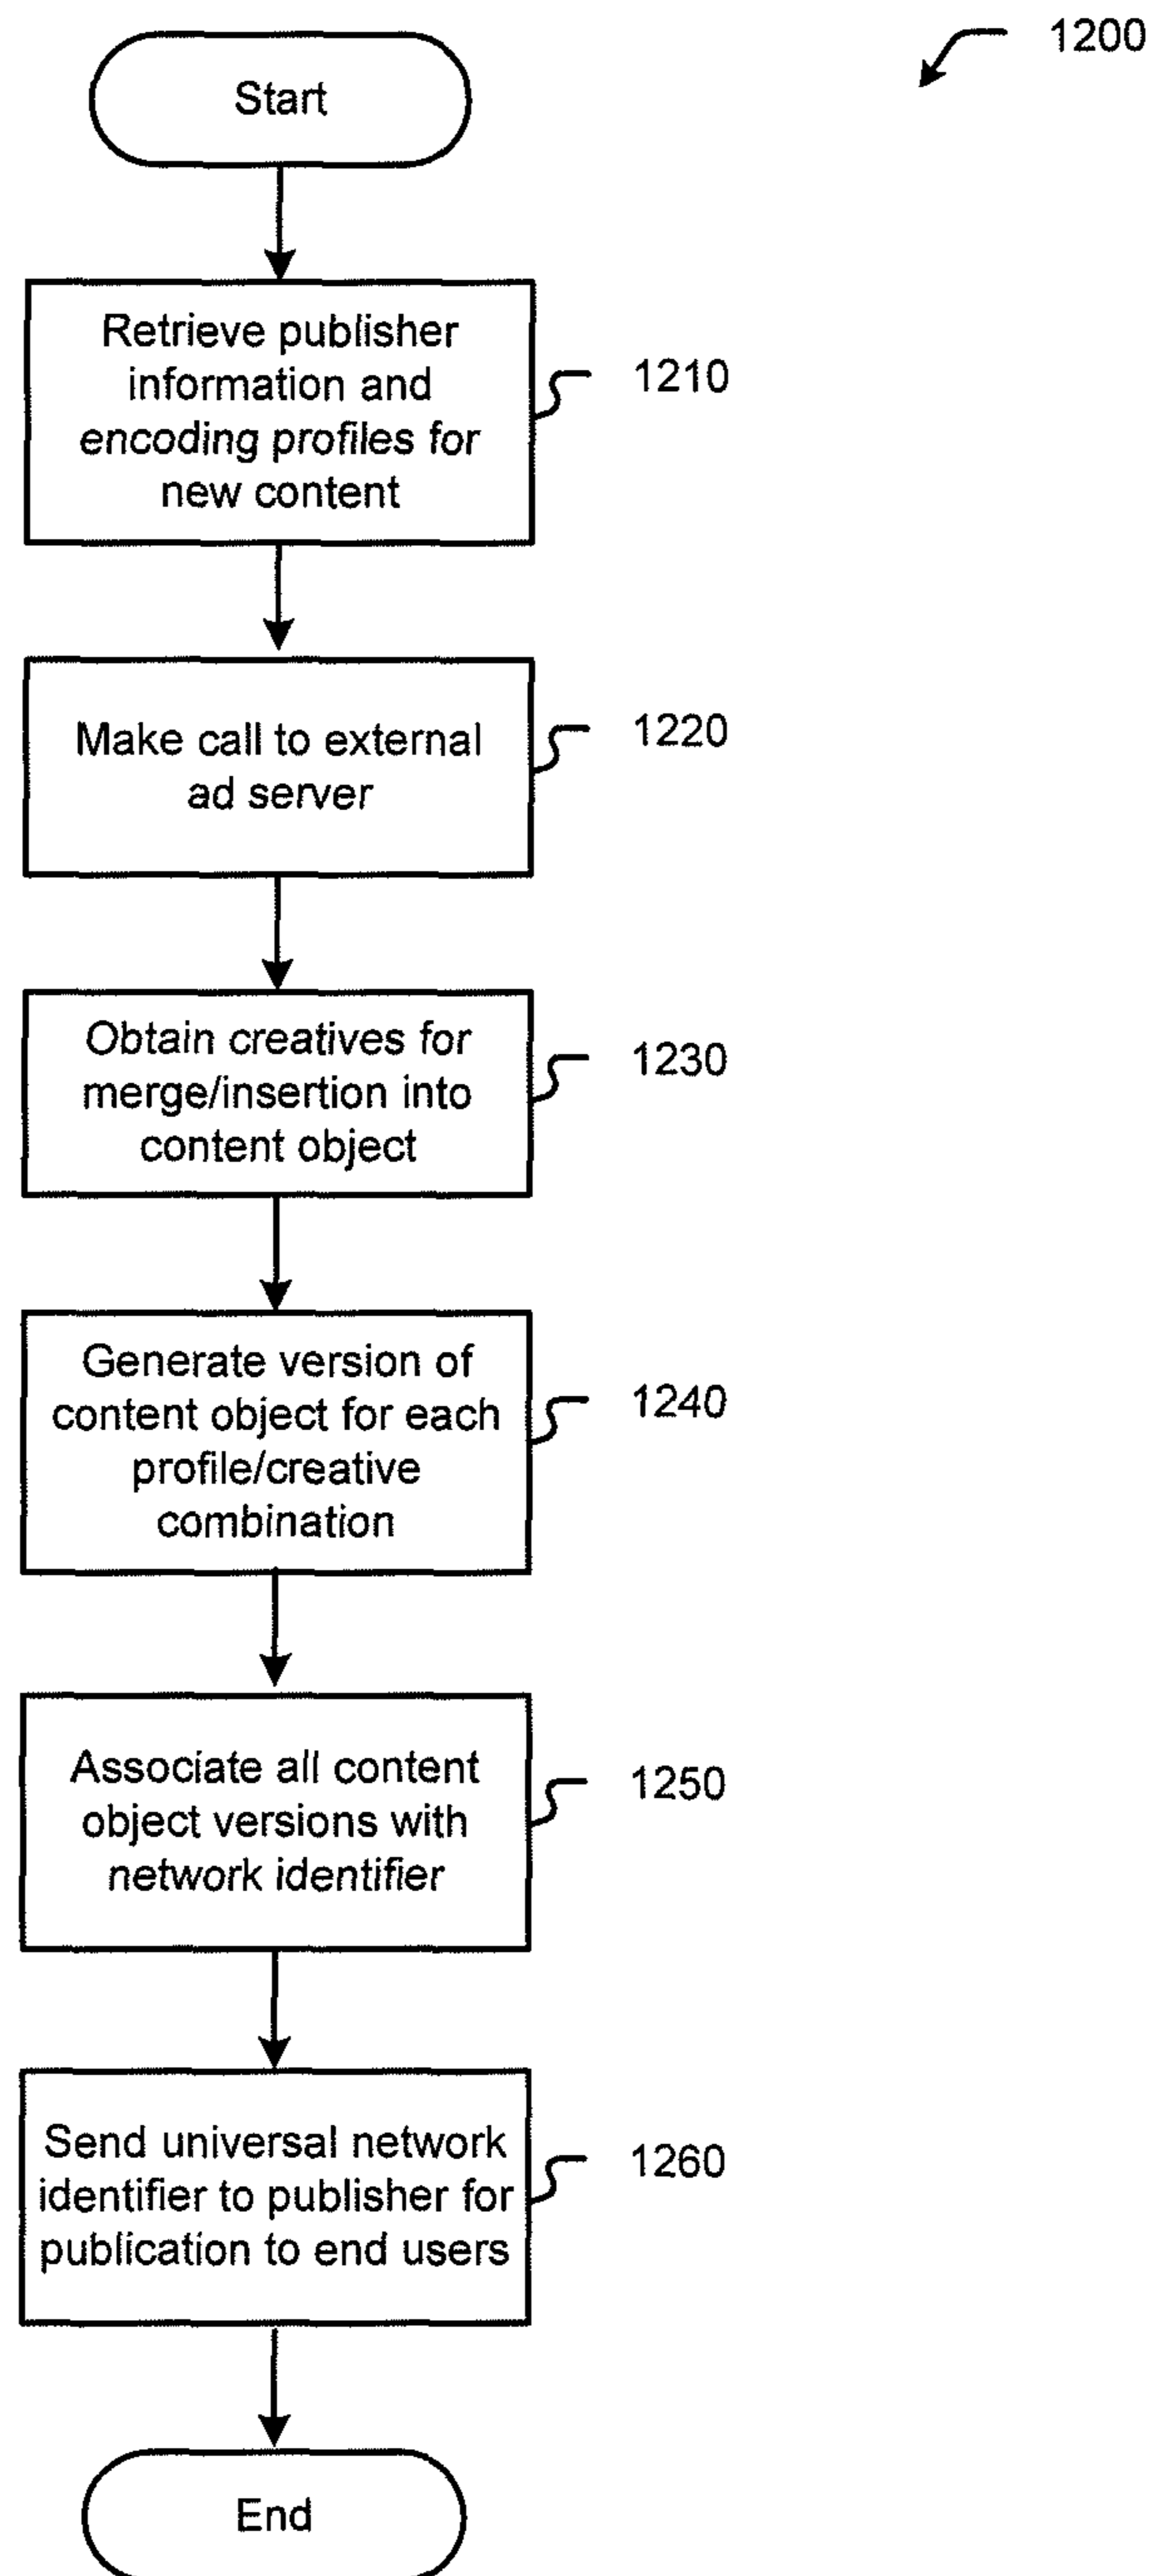 1200
Start
Retrieve publisher
information and
encoding profiles for
new content
1210
Make call to external
ad server
1220
Obtain creatives for
merge/insertion into
content object
1230
Generate version of
content object for each
profile/creative
combination
1240
Associate all content
object versions with
network identifier
1250
Send universal network
identifier to publisher for
publication to end users
1260
End